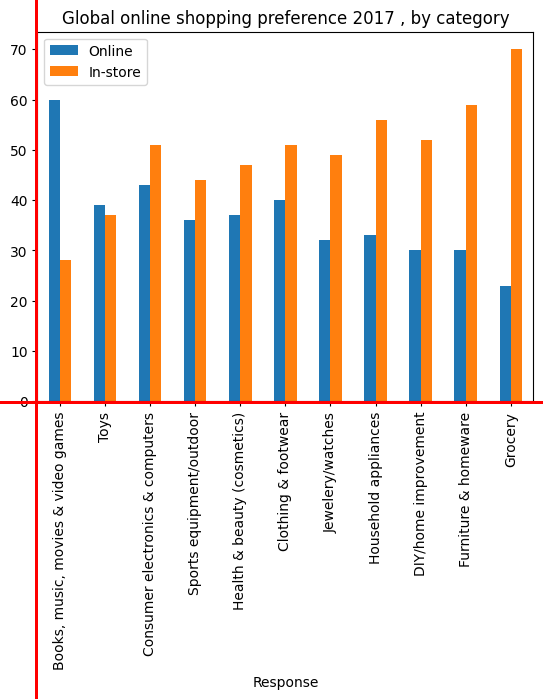 Global online shopping preference 2017 , by category
Online
In-store
70
60
50
40
30
20
10
0
Books, music, movies & video games
Toys
Consumer electronics & computers
Sports equipment/outdoor
Health & beauty (cosmetics)
Clothing & footwear
Jewelery/watches
Household appliances
DIY/home improvement
Furniture & homeware
Grocery
Response